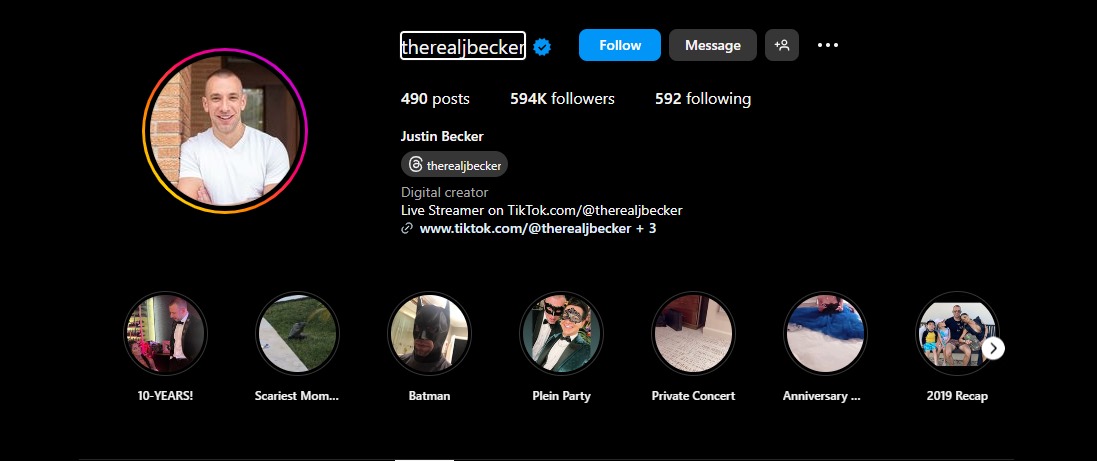 therealjbecker
Follow
Message
490 posts
594K followers
592 following
Justin Becker
therealjbecker
Digital creator
Live Streamer on TikTok.com/@therealjbecker
www.tiktok.com/@therealjbecker + 3
10-YEARS!
Scariest Mom...
Batman
Plein Party
Private Concert
Anniversary ...
2019 Recap